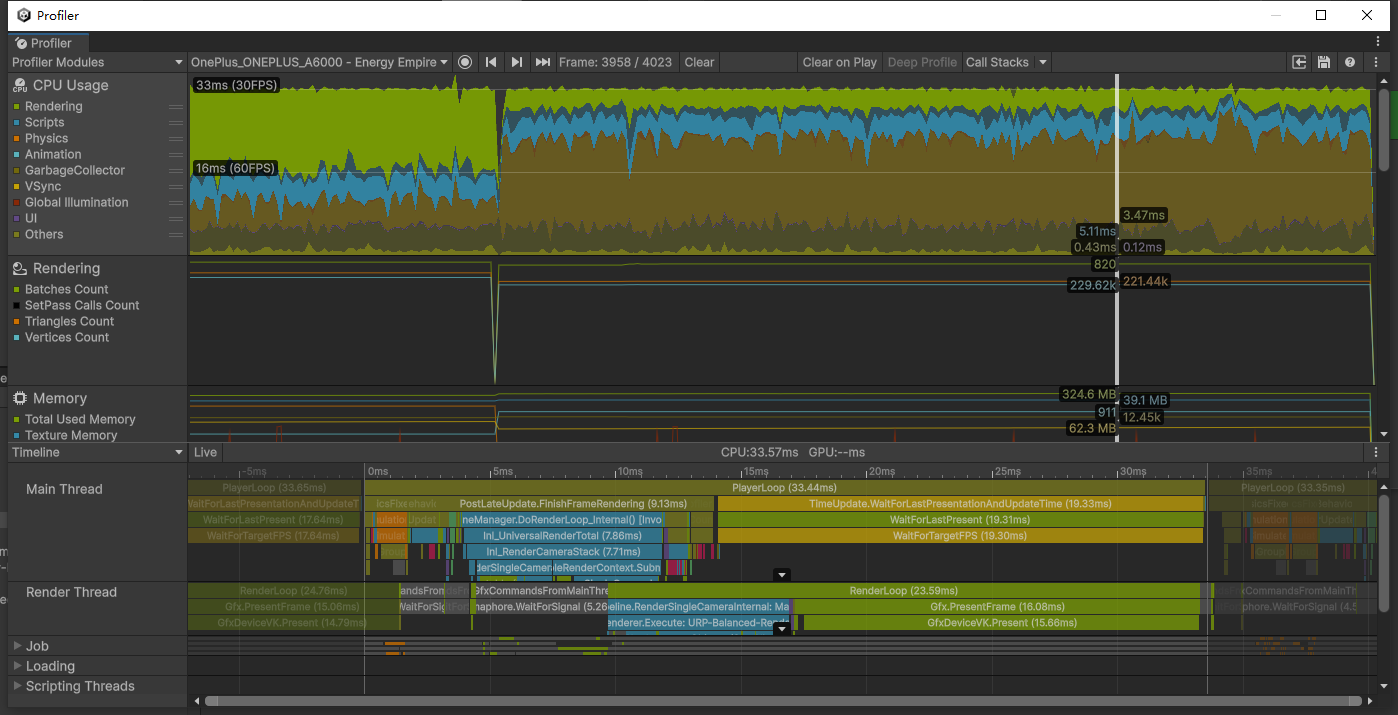 Profiler
Profiler
Profiler Modules
OnePlus_ONEPLUS_A6000 - Energy Empire
Frame: 3958 / 4023
Clear
Clear on Play
Deep Profile
Call Stacks
CPU Usage
Rendering
Scripts
Physics
Animation
GarbageCollector
VSync
Global Illumination
UI
Others
33ms (30FPS)
16ms (60FPS)
3.47ms
5.11ms
0.43ms
0.12ms
Rendering
Batches Count
SetPass Calls Count
Triangles Count
Vertices Count
820
229.62k
221.44k
Memory
Total Used Memory
Texture Memory
324.6 MB
39.1 MB
911
12.45k
62.3 MB
Timeline
Live
CPU:33.57ms GPU:--ms
-5ms
0ms
5ms
10ms
15ms
20ms
25ms
30ms
35ms
Main Thread
PlayerLoop (33.65ms)
PlayerLoop (33.44ms)
PlayerLoop (33.35ms)
WaitForLastPresentationAndUpdateT
PostLateUpdate.FinishFrameRendering (9.13ms)
TimeUpdate.WaitForLastPresentationAndUpdateTime (19.33ms)
WaitForLastPresent (17.64ms)
neManager.DoRenderLoop_Internal() [Invo
WaitForLastPresent (19.31ms)
WaitForTargetFPS (17.64ms)
Inl_UniversalRenderTotal (7.86ms)
WaitForTargetFPS (19.30ms)
Inl_RenderCameraStack (7.71ms)
Render Thread
RenderLoop (24.76ms)
GfxCommandsFromMainThre
RenderLoop (23.59ms)
Gfx.PresentFrame (15.06ms)
WaitForSig
naphore.WaitForSignal (5.26
eline.RenderSingleCameraInternal: Ma
Gfx.PresentFrame (16.08ms)
GfxDeviceVK.Present (14.79ms)
enderer.Execute: URP-Balanced-Re
GfxDeviceVK.Present (15.66ms)
Job
Loading
Scripting Threads